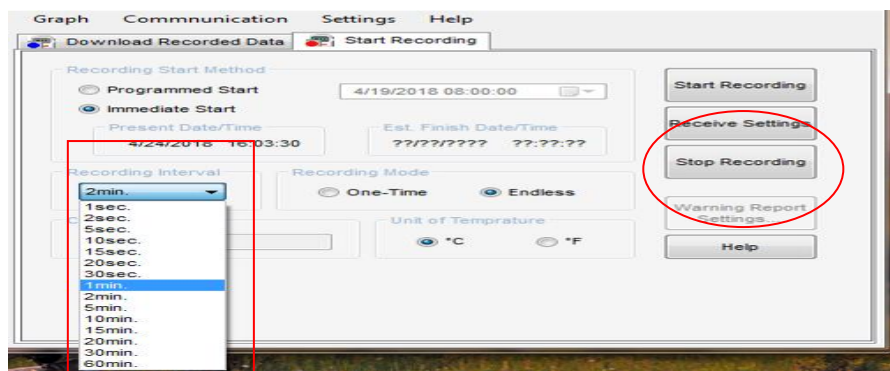 Graph Commnunication Settings Help
Download Recorded Data Start Recording
Recording Start Method
Programmed Start 4/19/2018 08:00:00
Immediate Start
Present Date/Time Est. Finish Date/Time
4/24/2018 16:03:30 ??/??/???? ??:??:??
Recording Interval Recording Mode
2min. One-Time Endless
1sec.
2sec.
5sec.
10sec.
15sec.
20sec.
30sec.
1min.
2min.
5min.
10min.
15min.
20min.
30min.
60min.
Unit of Temprature
°C °F
Start Recording
Receive Settings
Stop Recording
Warning Report
Settings...
Help